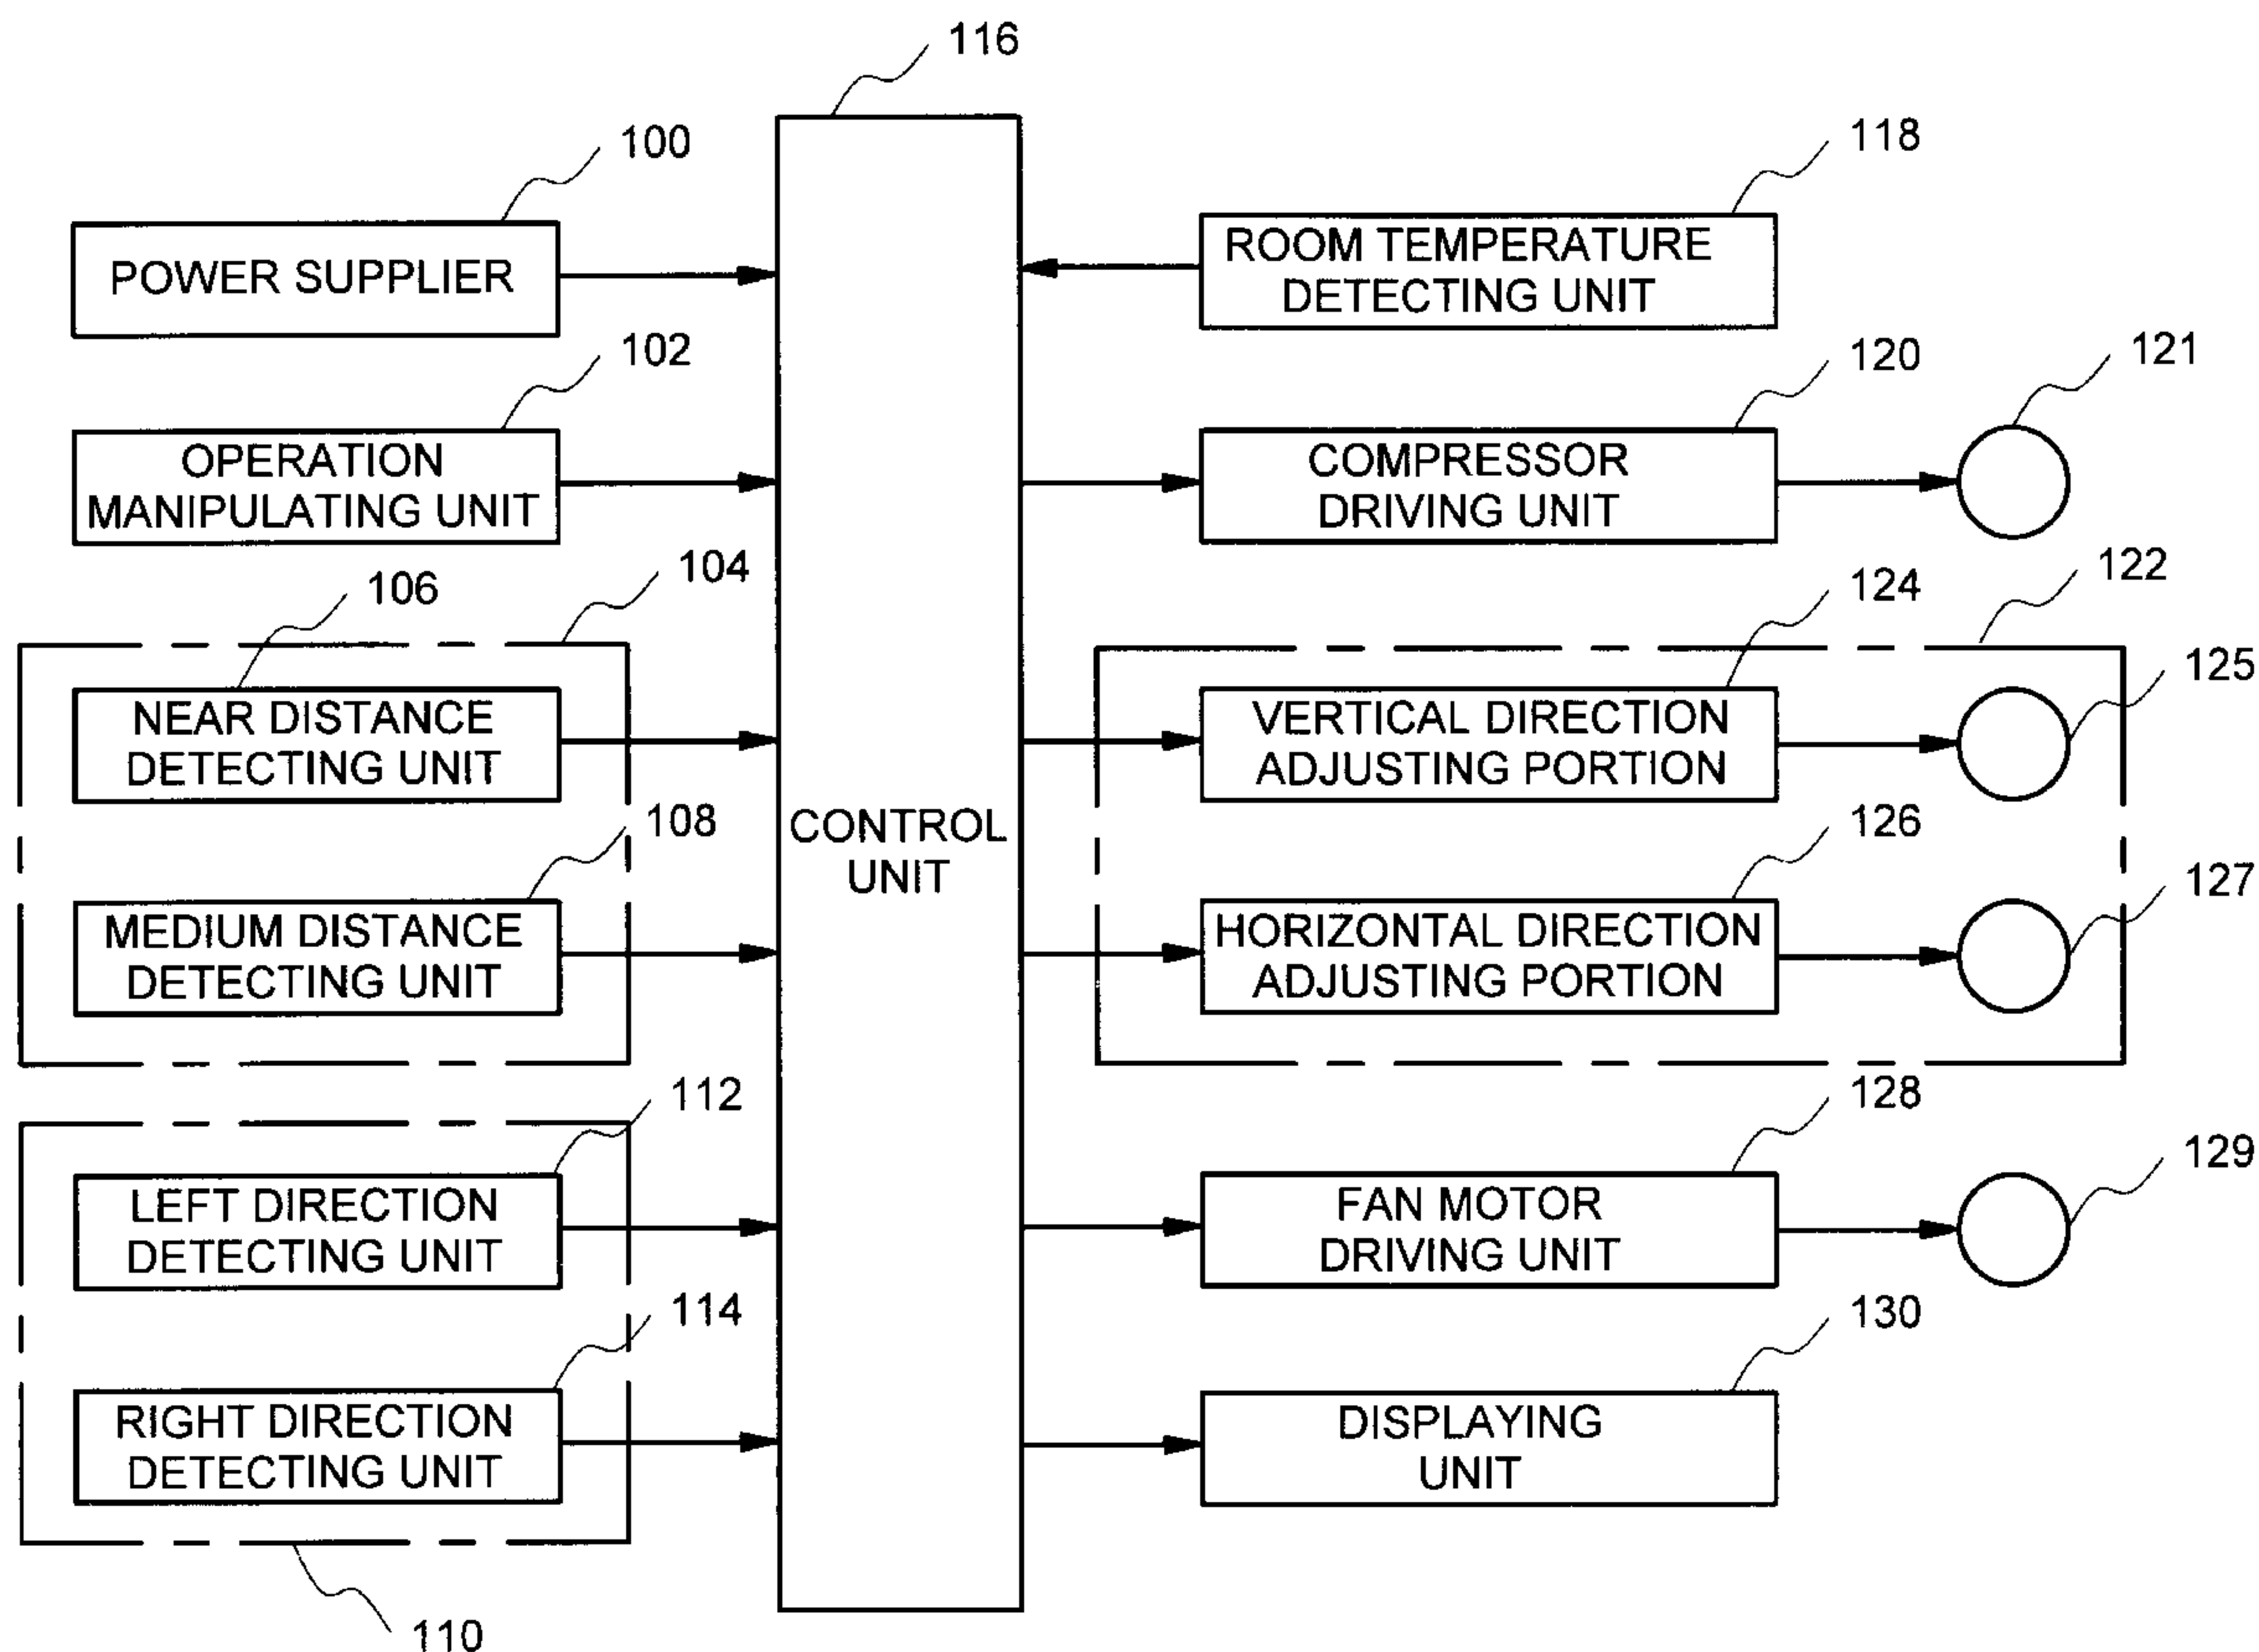 116
100
POWER SUPPLIER
102
OPERATION
MANIPULATING UNIT
104
106
NEAR DISTANCE
DETECTING UNIT
108
MEDIUM DISTANCE
DETECTING UNIT
112
LEFT DIRECTION
DETECTING UNIT
114
RIGHT DIRECTION
DETECTING UNIT
110
CONTROL
UNIT
118
ROOM TEMPERATURE
DETECTING UNIT
120
121
COMPRESSOR
DRIVING UNIT
122
124
125
VERTICAL DIRECTION
ADJUSTING PORTION
126
127
HORIZONTAL DIRECTION
ADJUSTING PORTION
128
129
FAN MOTOR
DRIVING UNIT
130
DISPLAYING
UNIT